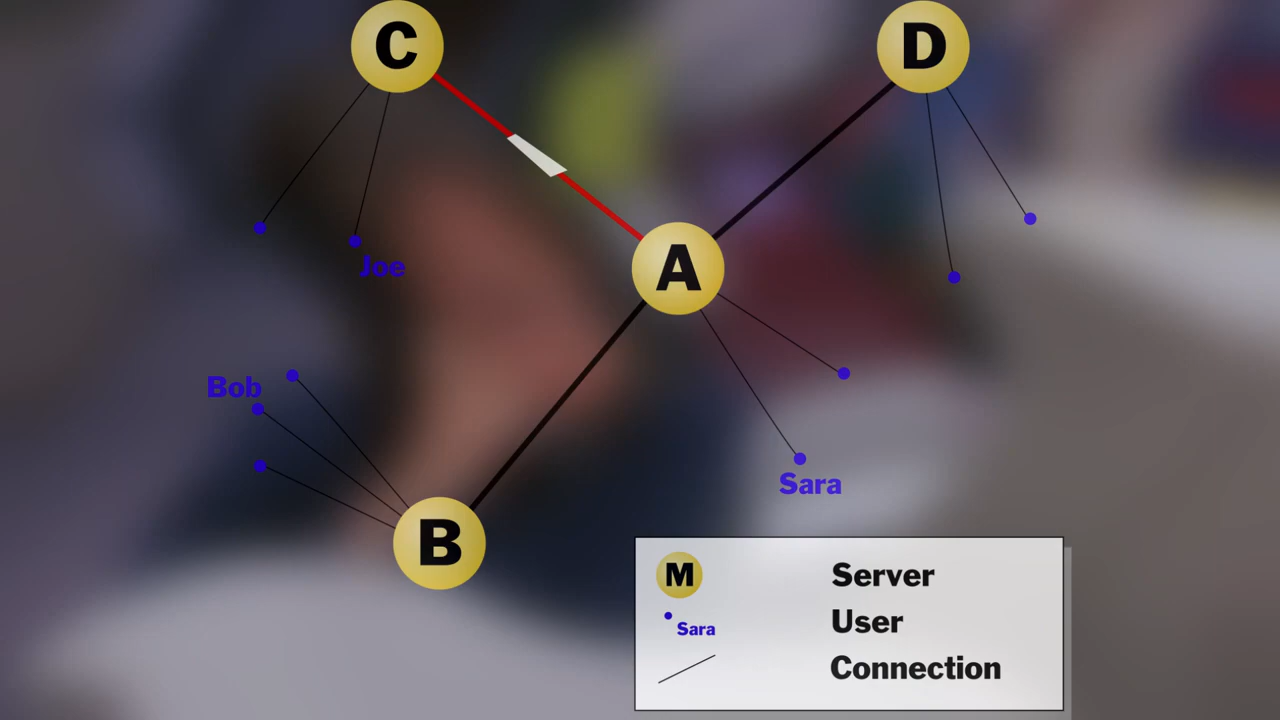 C
D
A
Joe
Bob
Sara
B
M Server
Sara User
Connection